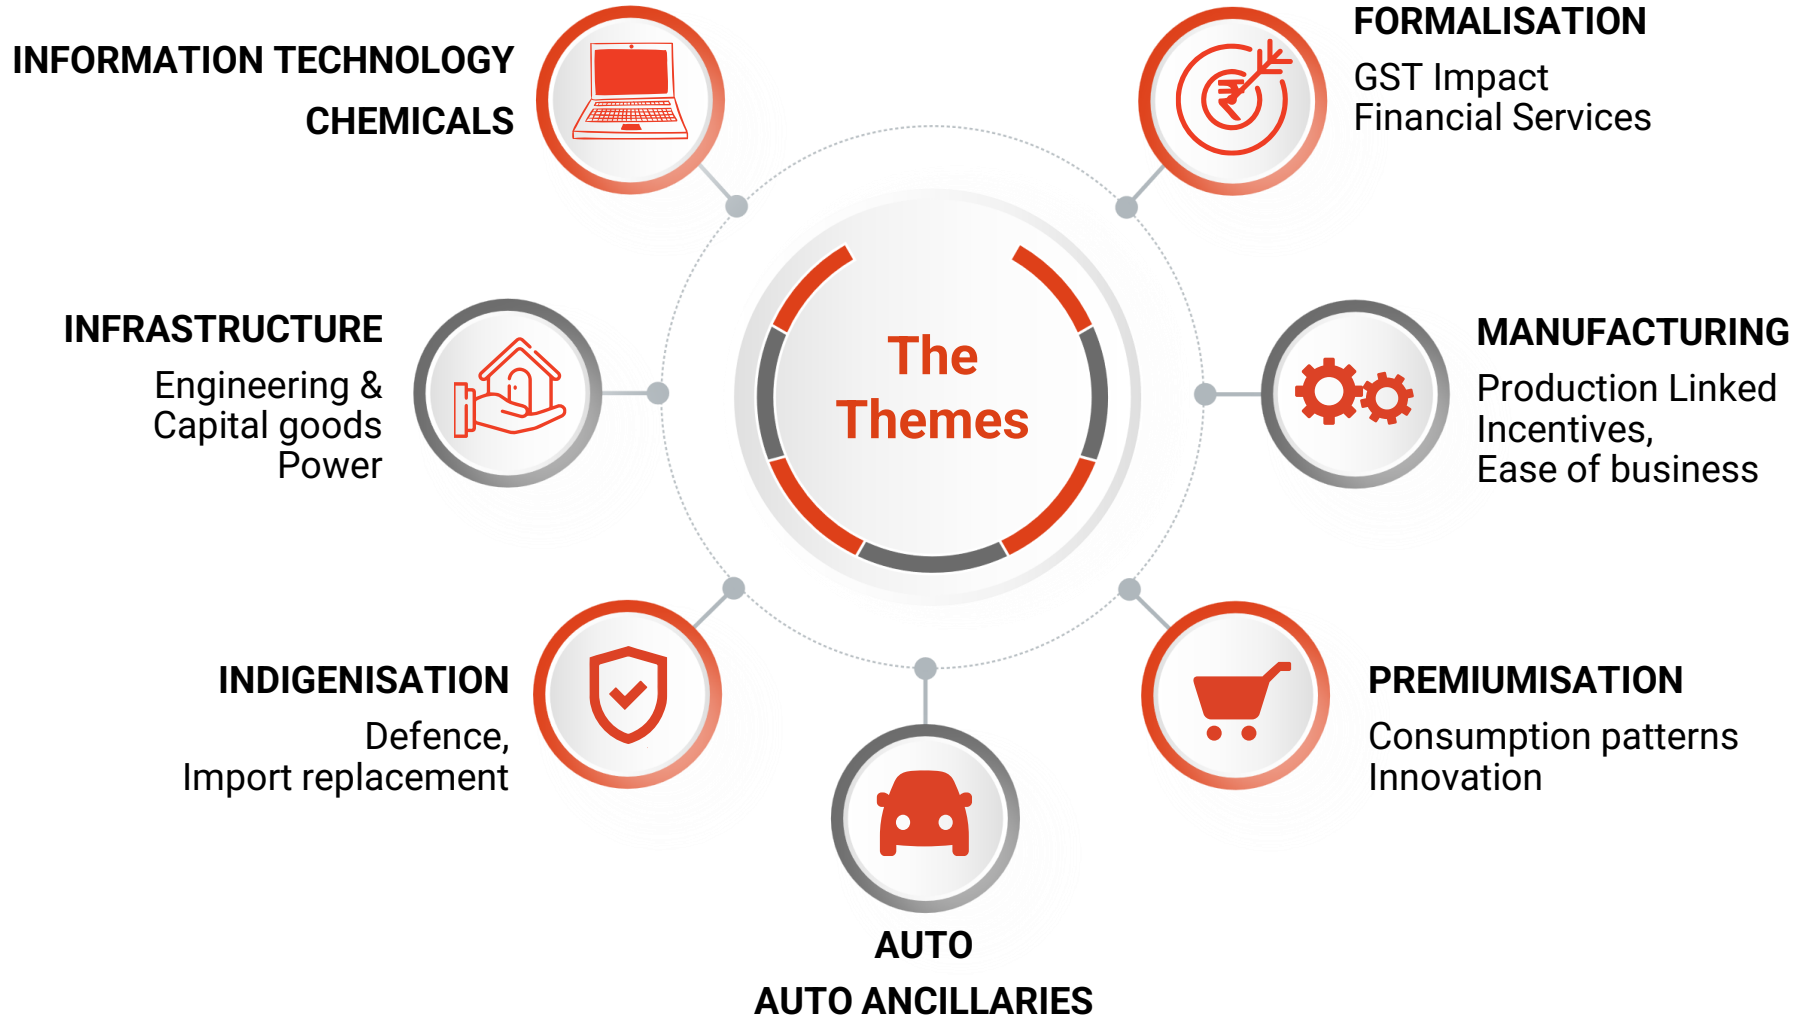 INFORMATION TECHNOLOGY
CHEMICALS
FORMALISATION
GST Impact
Financial Services
INFRASTRUCTURE
Engineering &
Capital goods
Power
The
Themes
MANUFACTURING
Production Linked
Incentives,
Ease of business
INDIGENISATION
Defence,
Import replacement
PREMIUMISATION
Consumption patterns
Innovation
AUTO
AUTO ANCILLARIES